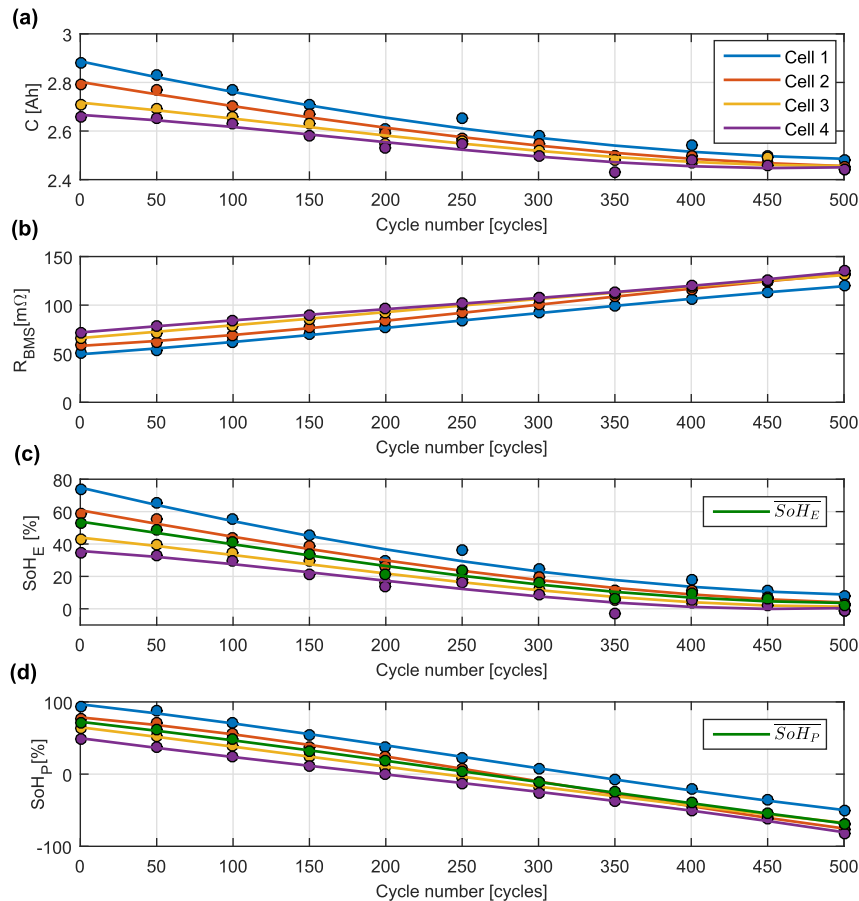 (a)
3
2.8
2.6
2.4
C [Ah]
Cell 1
Cell 2
Cell 3
Cell 4
0 50 100 150 200 250 300 350 400 450 500
Cycle number [cycles]
(b)
150
100
50
0
R_BMS[mΩ]
0 50 100 150 200 250 300 350 400 450 500
Cycle number [cycles]
(c)
80
60
40
20
0
SoH_E [%]
SoH_E
0 50 100 150 200 250 300 350 400 450 500
Cycle number [cycles]
(d)
100
0
-100
SoH_P[%]
SoH_P
0 50 100 150 200 250 300 350 400 450 500
Cycle number [cycles]